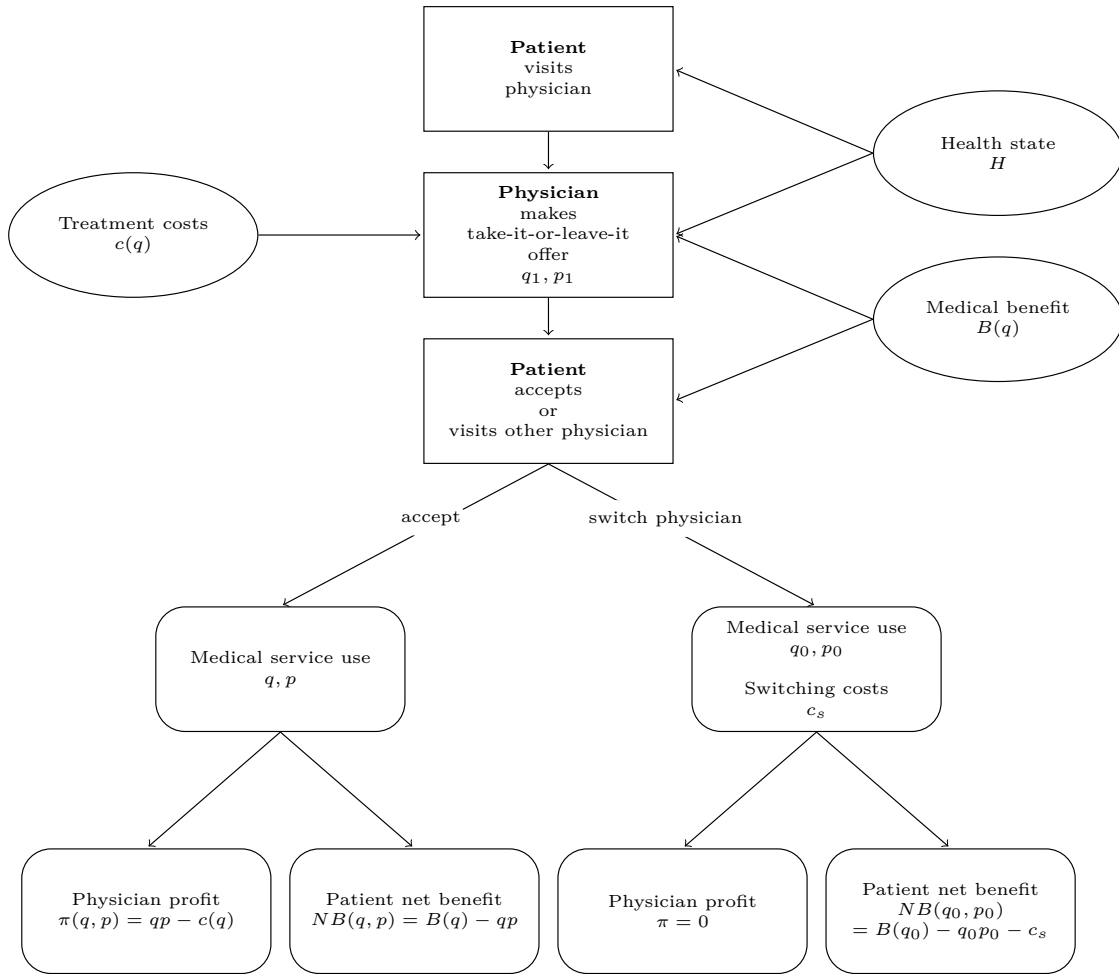 Patient
visits
physician
Health state
H
Physician
makes
take-it-or-leave-it
offer
q₁, p₁
Treatment costs
c(q)
Medical benefit
B(q)
Patient
accepts
or
visits other physician
accept
switch physician
Medical service use
q, p
Medical service use
q₀, p₀
Switching costs
cₛ
Physician profit
π(q, p) = qp − c(q)
Patient net benefit
NB(q, p) = B(q) − qp
Physician profit
π = 0
Patient net benefit
NB(q₀, p₀)
= B(q₀) − q₀p₀ − cₛ